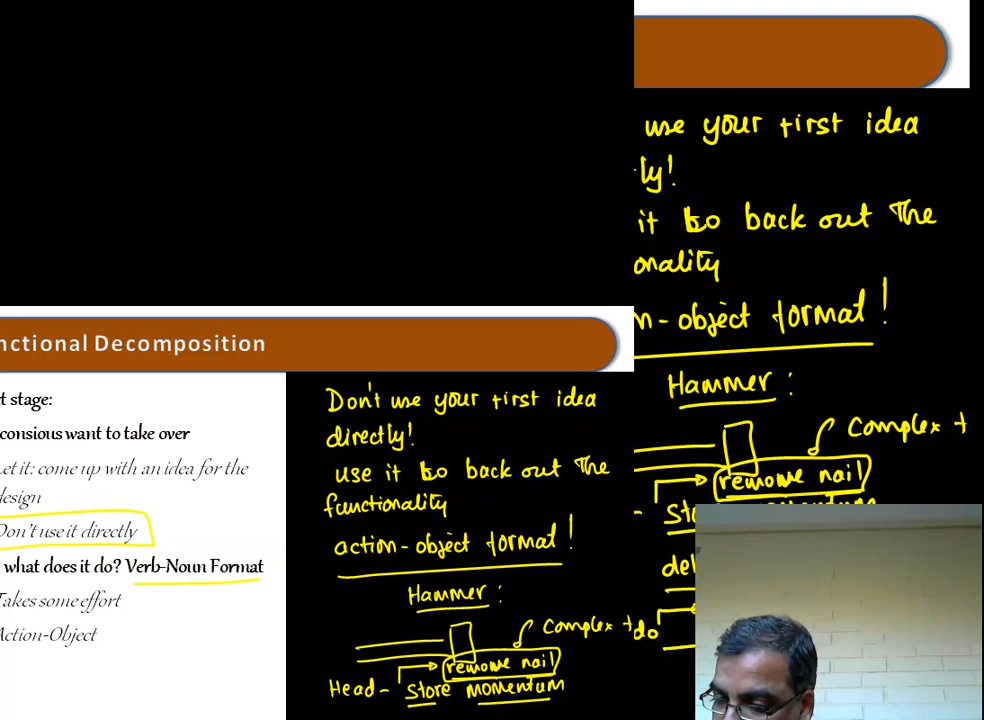 use your first idea
ly!
it to back out the
onality
n-object format!
Hammer:
Complex +
remove nail
Sto
del
nctional Decomposition
t stage:
consious want to take over
Let it: come up with an idea for the
design
Don't use it directly
what does it do? Verb-Noun Format
Takes some effort
Action-Object
Don't use your first idea
directly!
use it to back out the
functionality
action-object format!
Hammer:
Complex + do
remove nail
Head - Store momentum